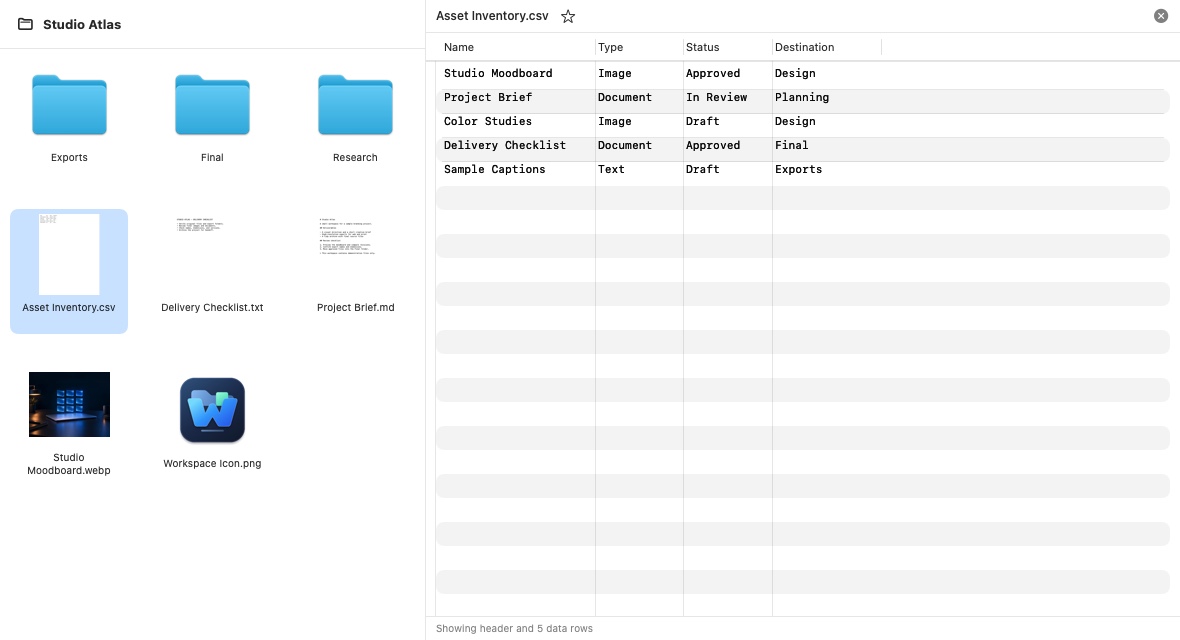 Studio Atlas
Exports
Final
Research
Asset Inventory.csv
Delivery Checklist.txt
Project Brief.md
Studio
Moodboard.webp
Workspace Icon.png
Asset Inventory.csv
Name Type Status Destination
Studio Moodboard Image Approved Design
Project Brief Document In Review Planning
Color Studies Image Draft Design
Delivery Checklist Document Approved Final
Sample Captions Text Draft Exports
Showing header and 5 data rows